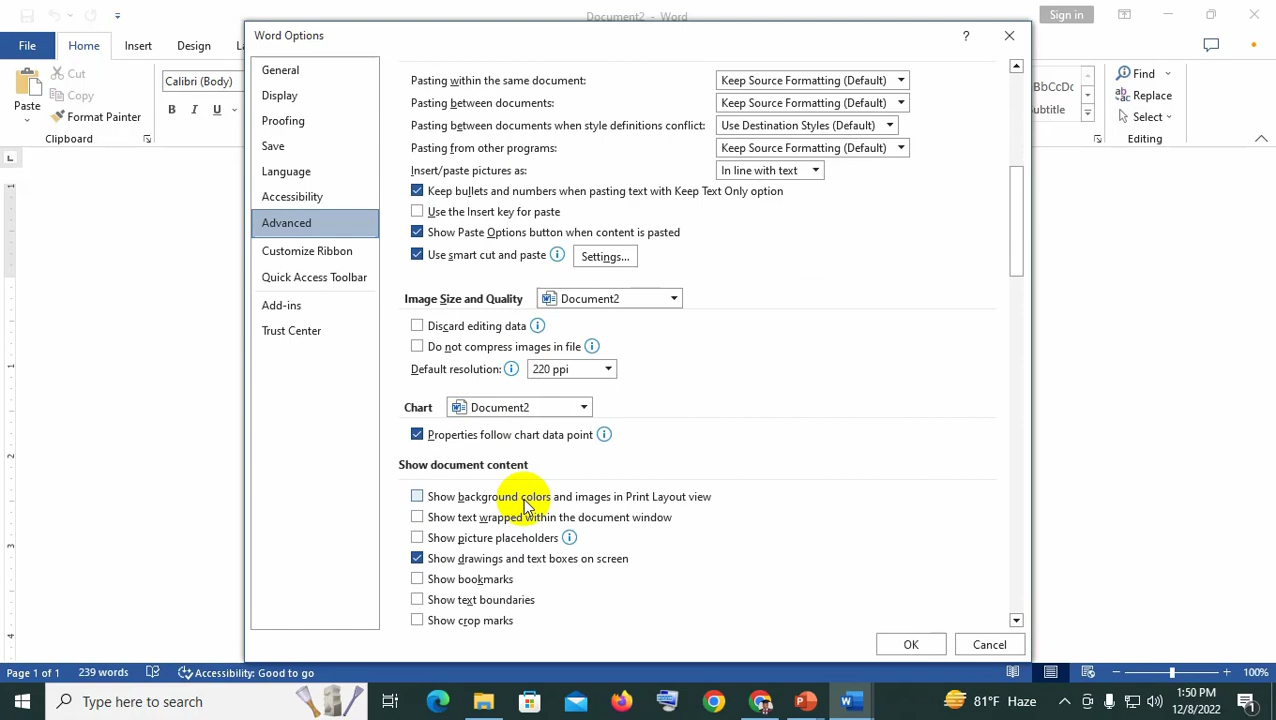 Document2 - Word
Sign in
File
Home
Insert
Design
Word Options
?
Cut
Copy
Paste
Format Painter
Clipboard
Calibri (Body)
B I U
General
Display
Proofing
Save
Language
Accessibility
Advanced
Customize Ribbon
Quick Access Toolbar
Add-ins
Trust Center
Pasting within the same document: Keep Source Formatting (Default)
Pasting between documents: Keep Source Formatting (Default)
Pasting between documents when style definitions conflict: Use Destination Styles (Default)
Pasting from other programs: Keep Source Formatting (Default)
Insert/paste pictures as: In line with text
Keep bullets and numbers when pasting text with Keep Text Only option
Use the Insert key for paste
Show Paste Options button when content is pasted
Use smart cut and paste Settings...
Image Size and Quality Document2
Discard editing data
Do not compress images in file
Default resolution: 220 ppi
Chart Document2
Properties follow chart data point
Show document content
Show background colors and images in Print Layout view
Show text wrapped within the document window
Show picture placeholders
Show drawings and text boxes on screen
Show bookmarks
Show text boundaries
Show crop marks
OK
Cancel
Subtitle
Find
Replace
Select
Editing
1
1
2
3
4
Page 1 of 1 239 words Accessibility: Good to go
100%
Type here to search
81°F Haze
1:50 PM
12/8/2022
1